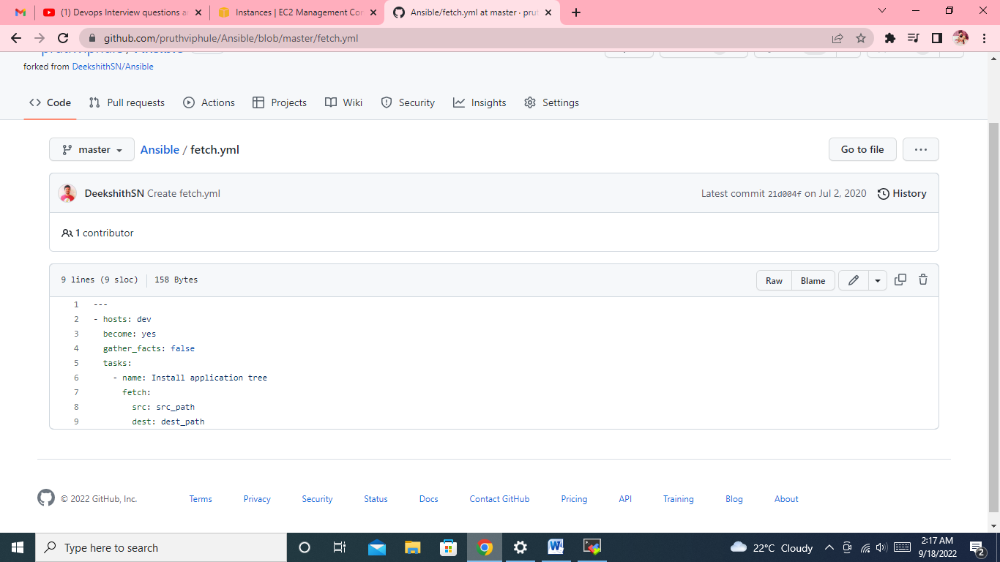 (1) Devops Interview questions a
Instances | EC2 Management Con
Ansible/fetch.yml at master · prut
github.com/pruthviphule/Ansible/blob/master/fetch.yml
forked from DeekshithSN/Ansible
Code
Pull requests
Actions
Projects
Wiki
Security
Insights
Settings
master
Ansible / fetch.yml
Go to file
DeekshithSN Create fetch.yml
Latest commit 21d004f on Jul 2, 2020
History
1 contributor
9 lines (9 sloc)
158 Bytes
Raw
Blame
1 ---
2 - hosts: dev
3 become: yes
4 gather_facts: false
5 tasks:
6 - name: Install application tree
7 fetch:
8 src: src_path
9 dest: dest_path
© 2022 GitHub, Inc.
Terms
Privacy
Security
Status
Docs
Contact GitHub
Pricing
API
Training
Blog
About
Type here to search
22°C Cloudy
2:17 AM
9/18/2022
2